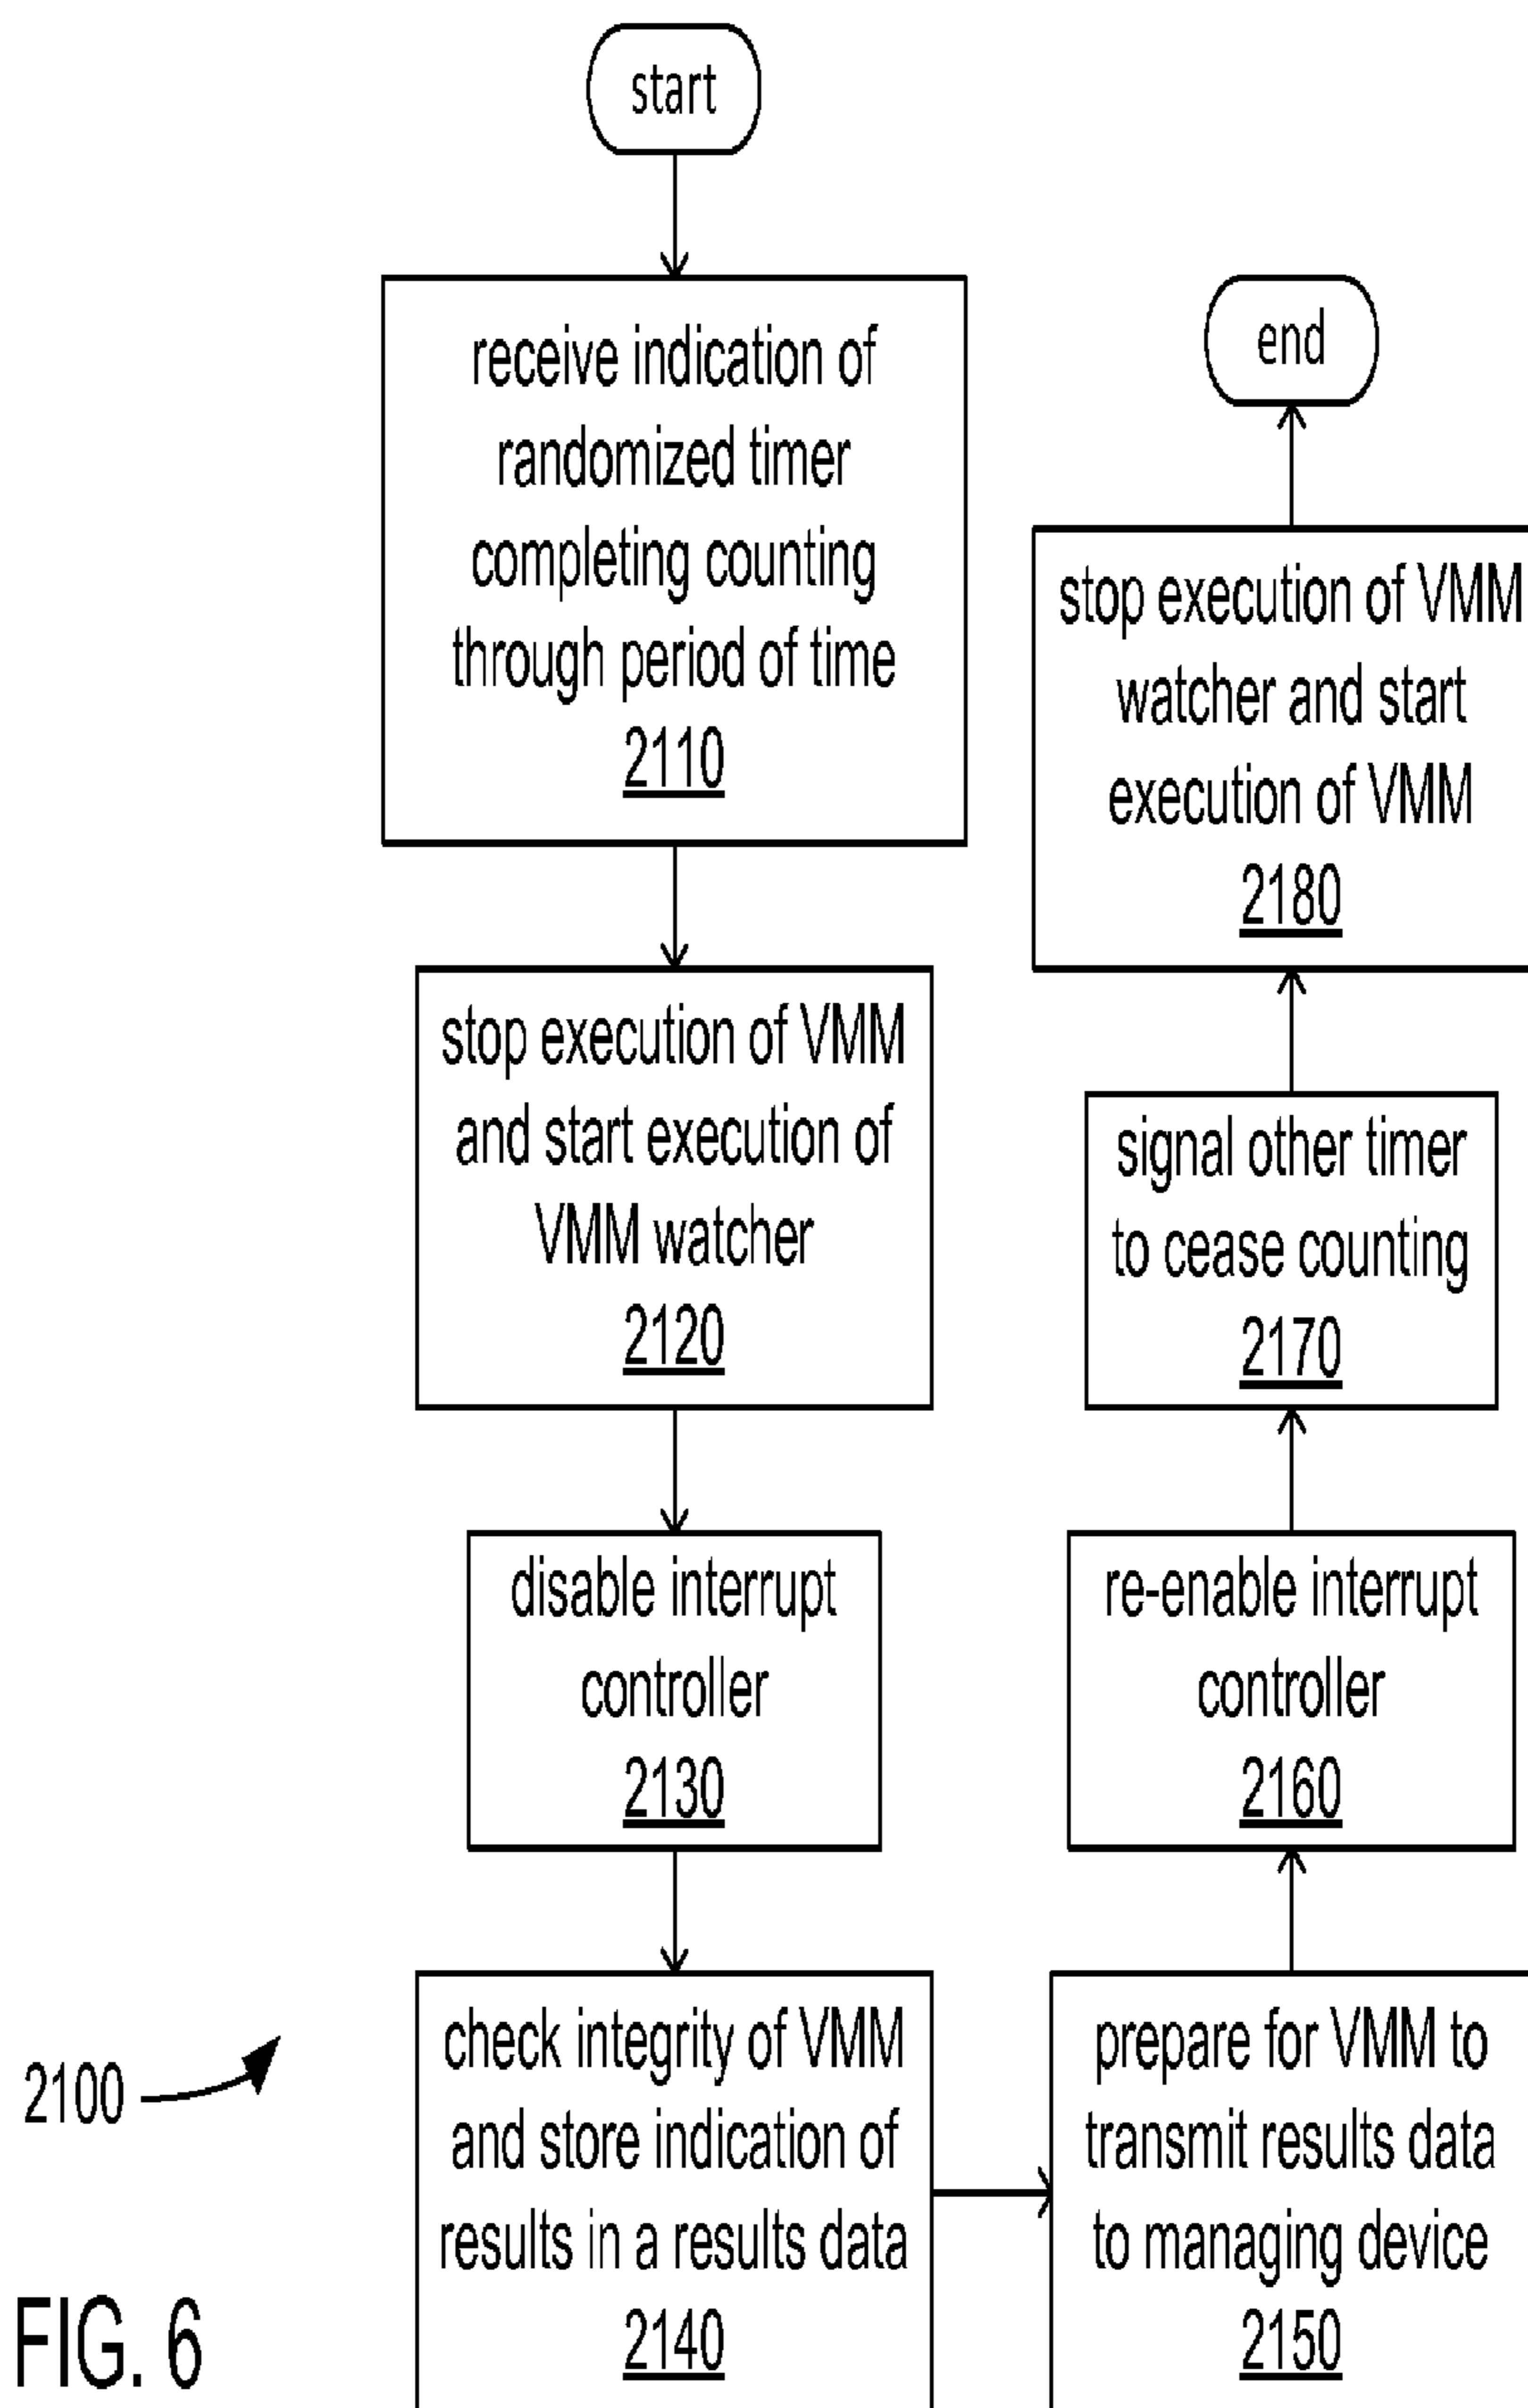 start
receive indication of
randomized timer
completing counting
through period of time
2110
stop execution of VMM
and start execution of
VMM watcher
2120
disable interrupt
controller
2130
check integrity of VMM
and store indication of
results in a results data
2140
prepare for VMM to
transmit results data
to managing device
2150
re-enable interrupt
controller
2160
signal other timer
to cease counting
2170
stop execution of VMM
watcher and start
execution of VMM
2180
end
2100
FIG. 6